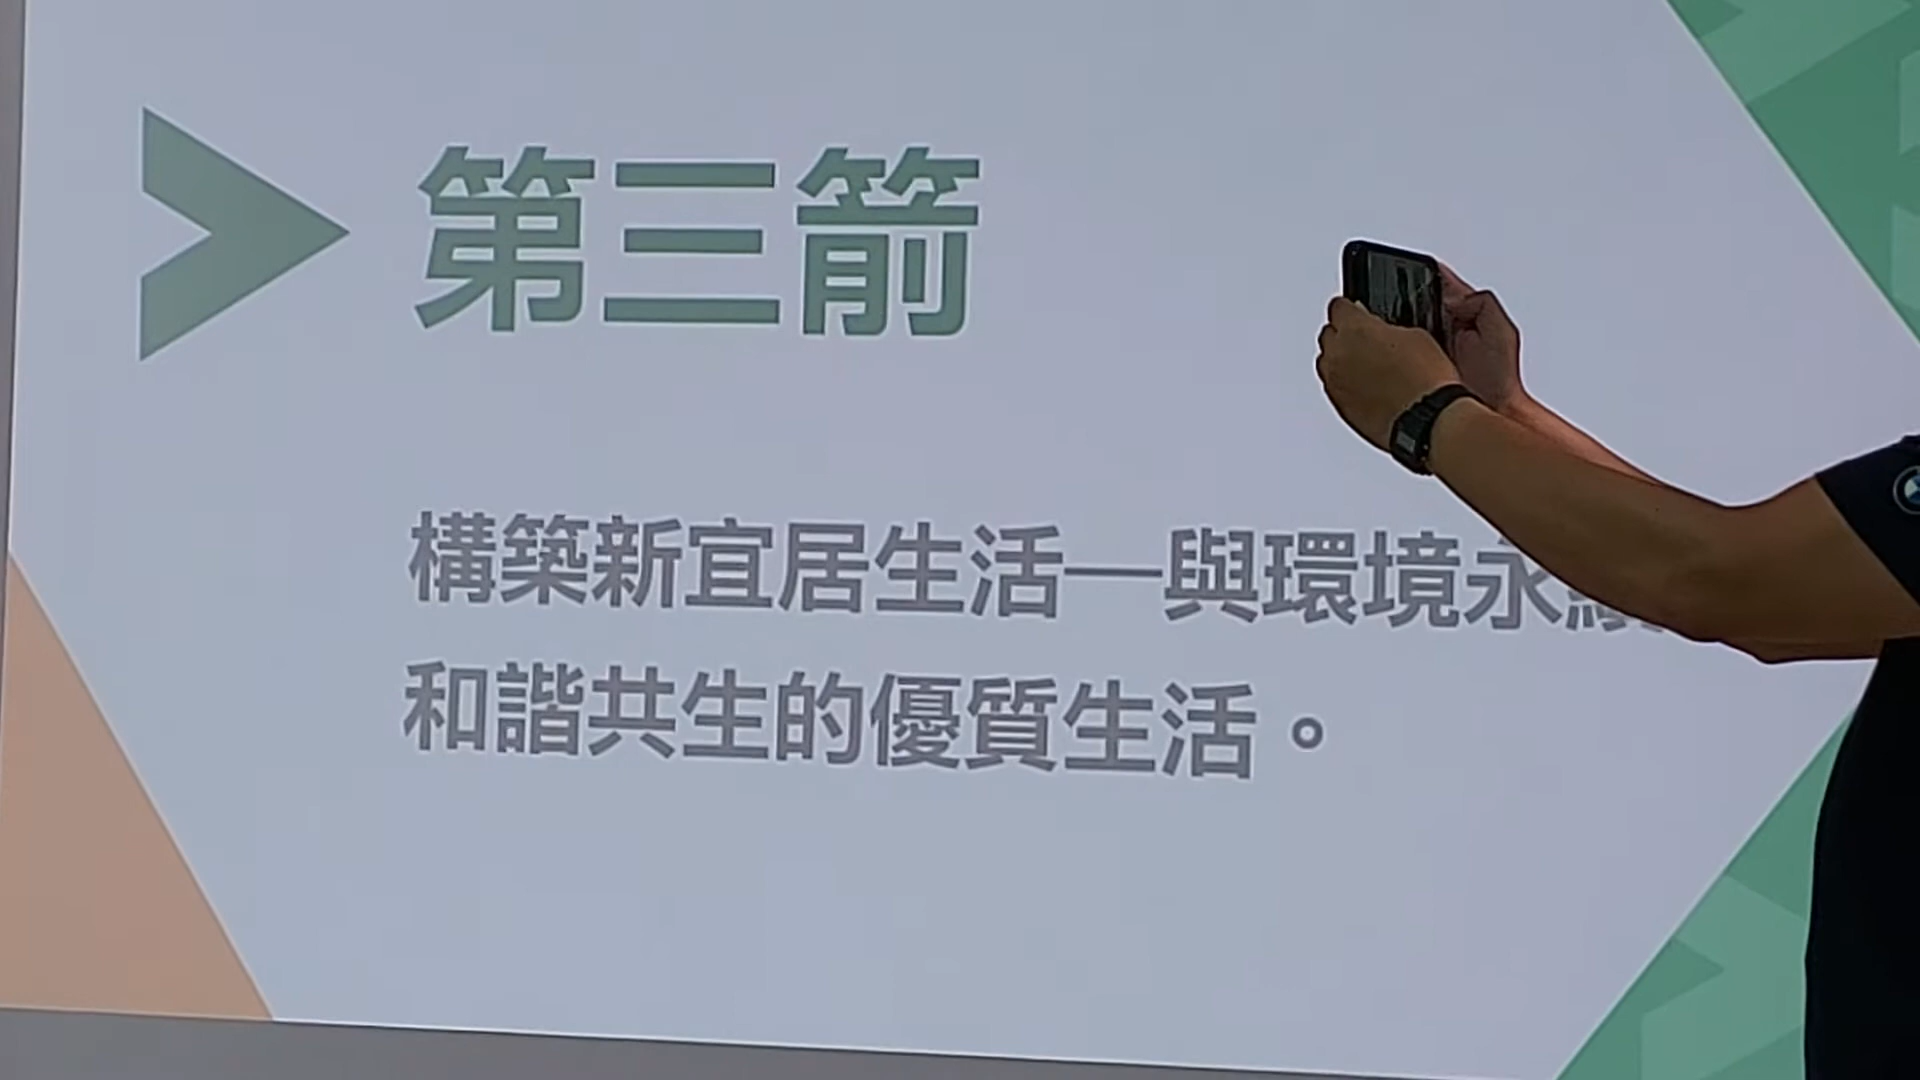 第三箭
構築新宜居生活—與環境永
和諧共生的優質生活。